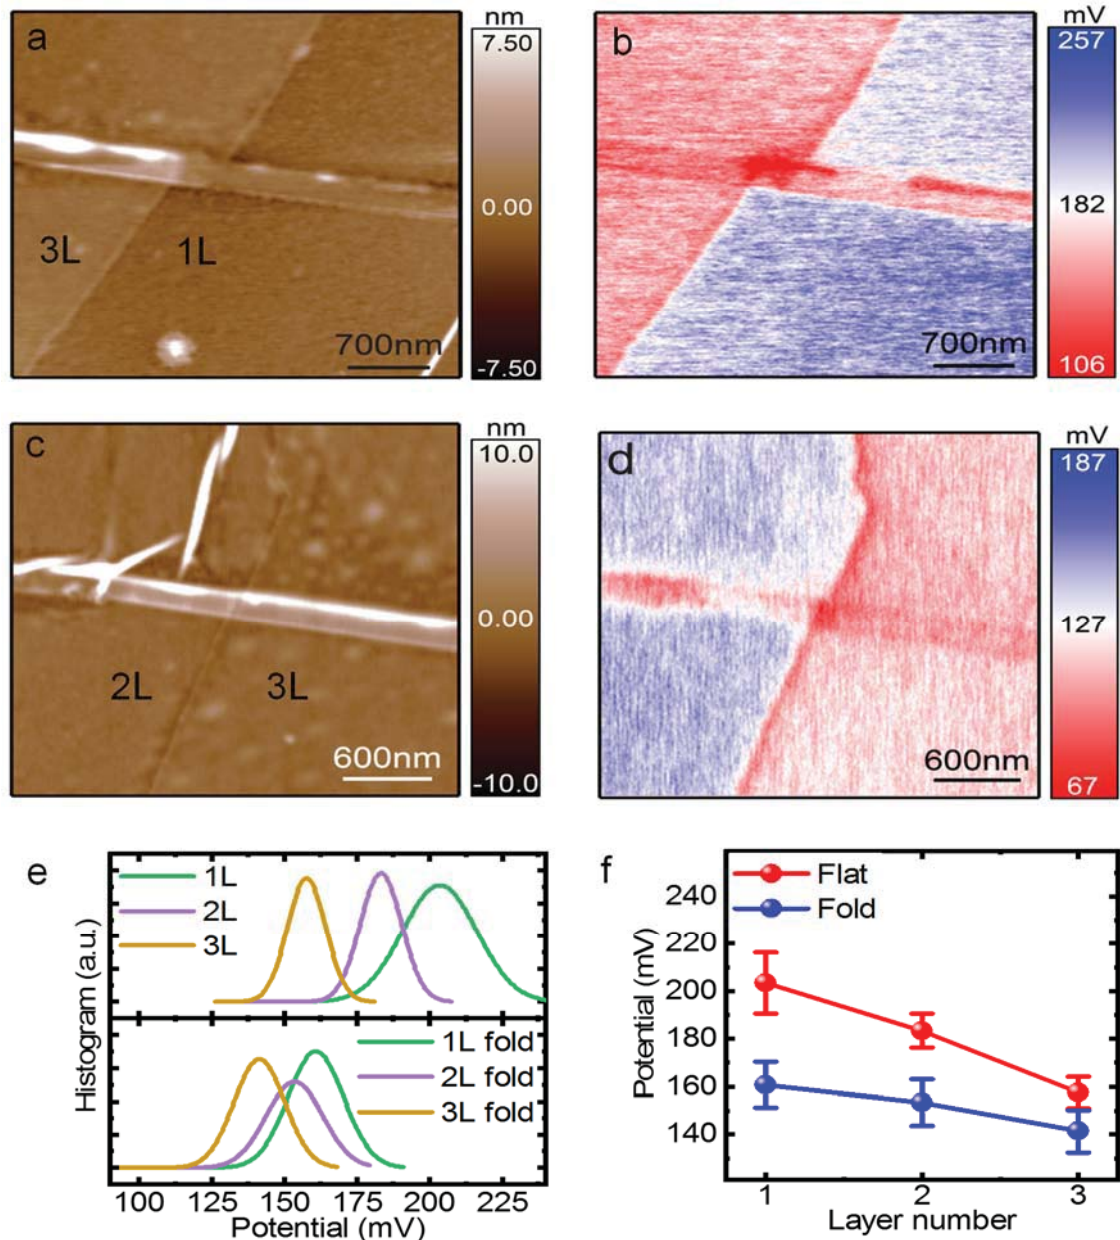 a
nm
7.50
0.00
-7.50
3L
1L
700nm
b
mV
257
182
106
700nm
c
nm
10.0
0.00
-10.0
2L
3L
600nm
d
mV
187
127
67
600nm
e
1L
2L
3L
1L fold
2L fold
3L fold
Histogram (a.u.)
100 125 150 175 200 225
Potential (mV)
f
Flat
Fold
240
220
200
180
160
140
Potential (mV)
1 2 3
Layer number